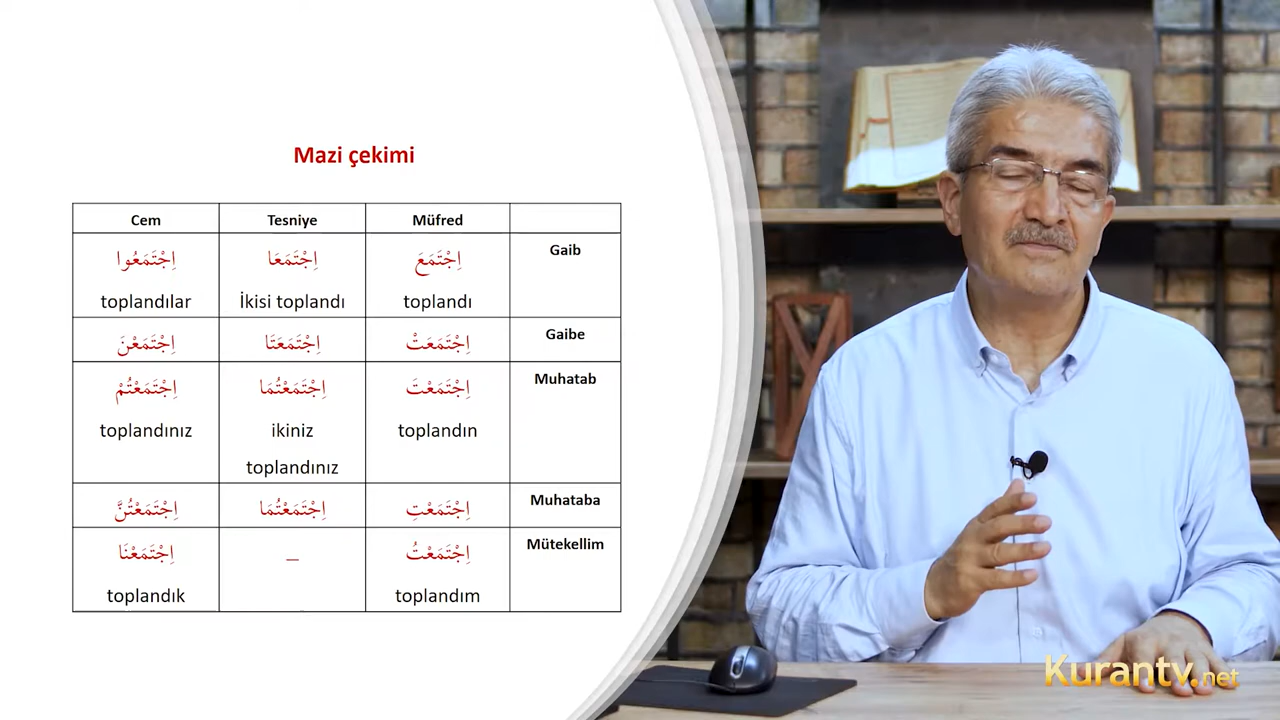 Mazi çekimi
Cem Tesniye Müfred
اِجْتَمَعُوا اِجْتَمَعَا اِجْتَمَعَ Gaib
toplandılar İkisi toplandı toplandı
اِجْتَمَعْنَ اِجْتَمَعَتَا اِجْتَمَعَتْ Gaibe
اِجْتَمَعْتُمْ اِجْتَمَعْتُمَا اِجْتَمَعْتَ Muhatab
toplandınız ikiniz toplandın
toplandınız
اِجْتَمَعْتُنَّ اِجْتَمَعْتُمَا اِجْتَمَعْتِ Muhataba
اِجْتَمَعْنَا – اِجْتَمَعْتُ Mütekellim
toplandık toplandım
Kurantv.net